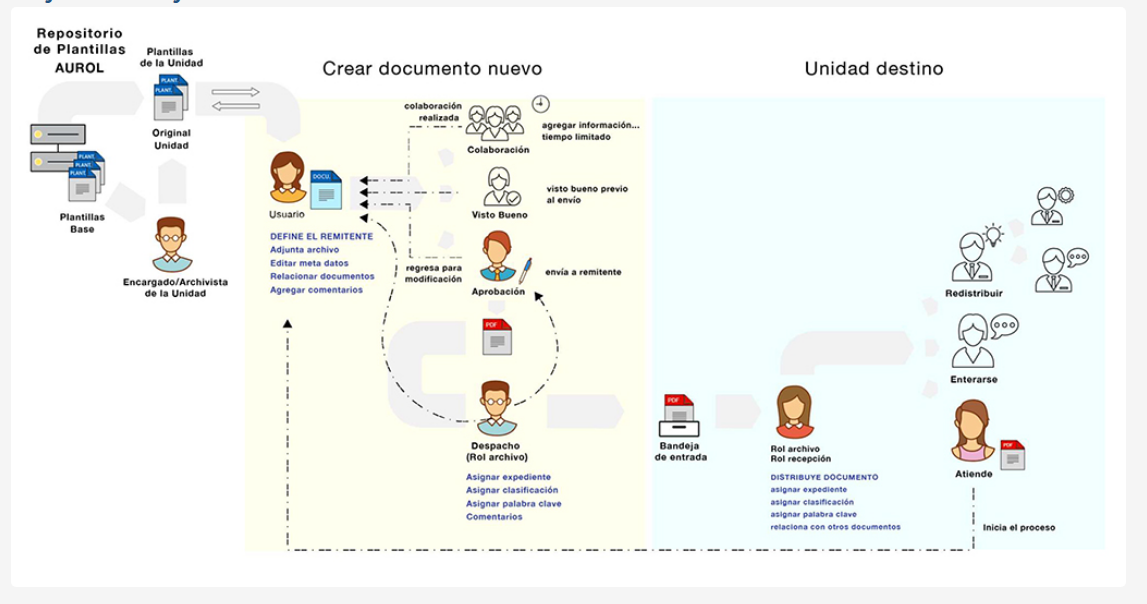 Repositorio
de Plantillas
AUROL
Plantillas
de la Unidad
PLANT.
PLANT.
Original
Unidad
PLANT.
PLANT.
PLANT.
Plantillas
Base
Encargado/Archivista
de la Unidad
Crear documento nuevo
DOCU.
Usuario
DEFINE EL REMITENTE
Adjunta archivo
Editar meta datos
Relacionar documentos
Agregar comentarios
colaboración
realizada
Colaboración
agregar información...
tiempo limitado
Visto Bueno
visto bueno previo
al envío
regresa para
modificación
Aprobación
envía a remitente
PDF
Despacho
(Rol archivo)
Asignar expediente
Asignar clasificación
Asignar palabra clave
Comentarios
Unidad destino
PDF
Bandeja
de entrada
Rol archivo
Rol recepción
DISTRIBUYE DOCUMENTO
asignar expediente
asignar clasificación
asignar palabra clave
relaciona con otros documentos
Redistribuir
Enterarse
PDF
Atiende
Inicia el proceso